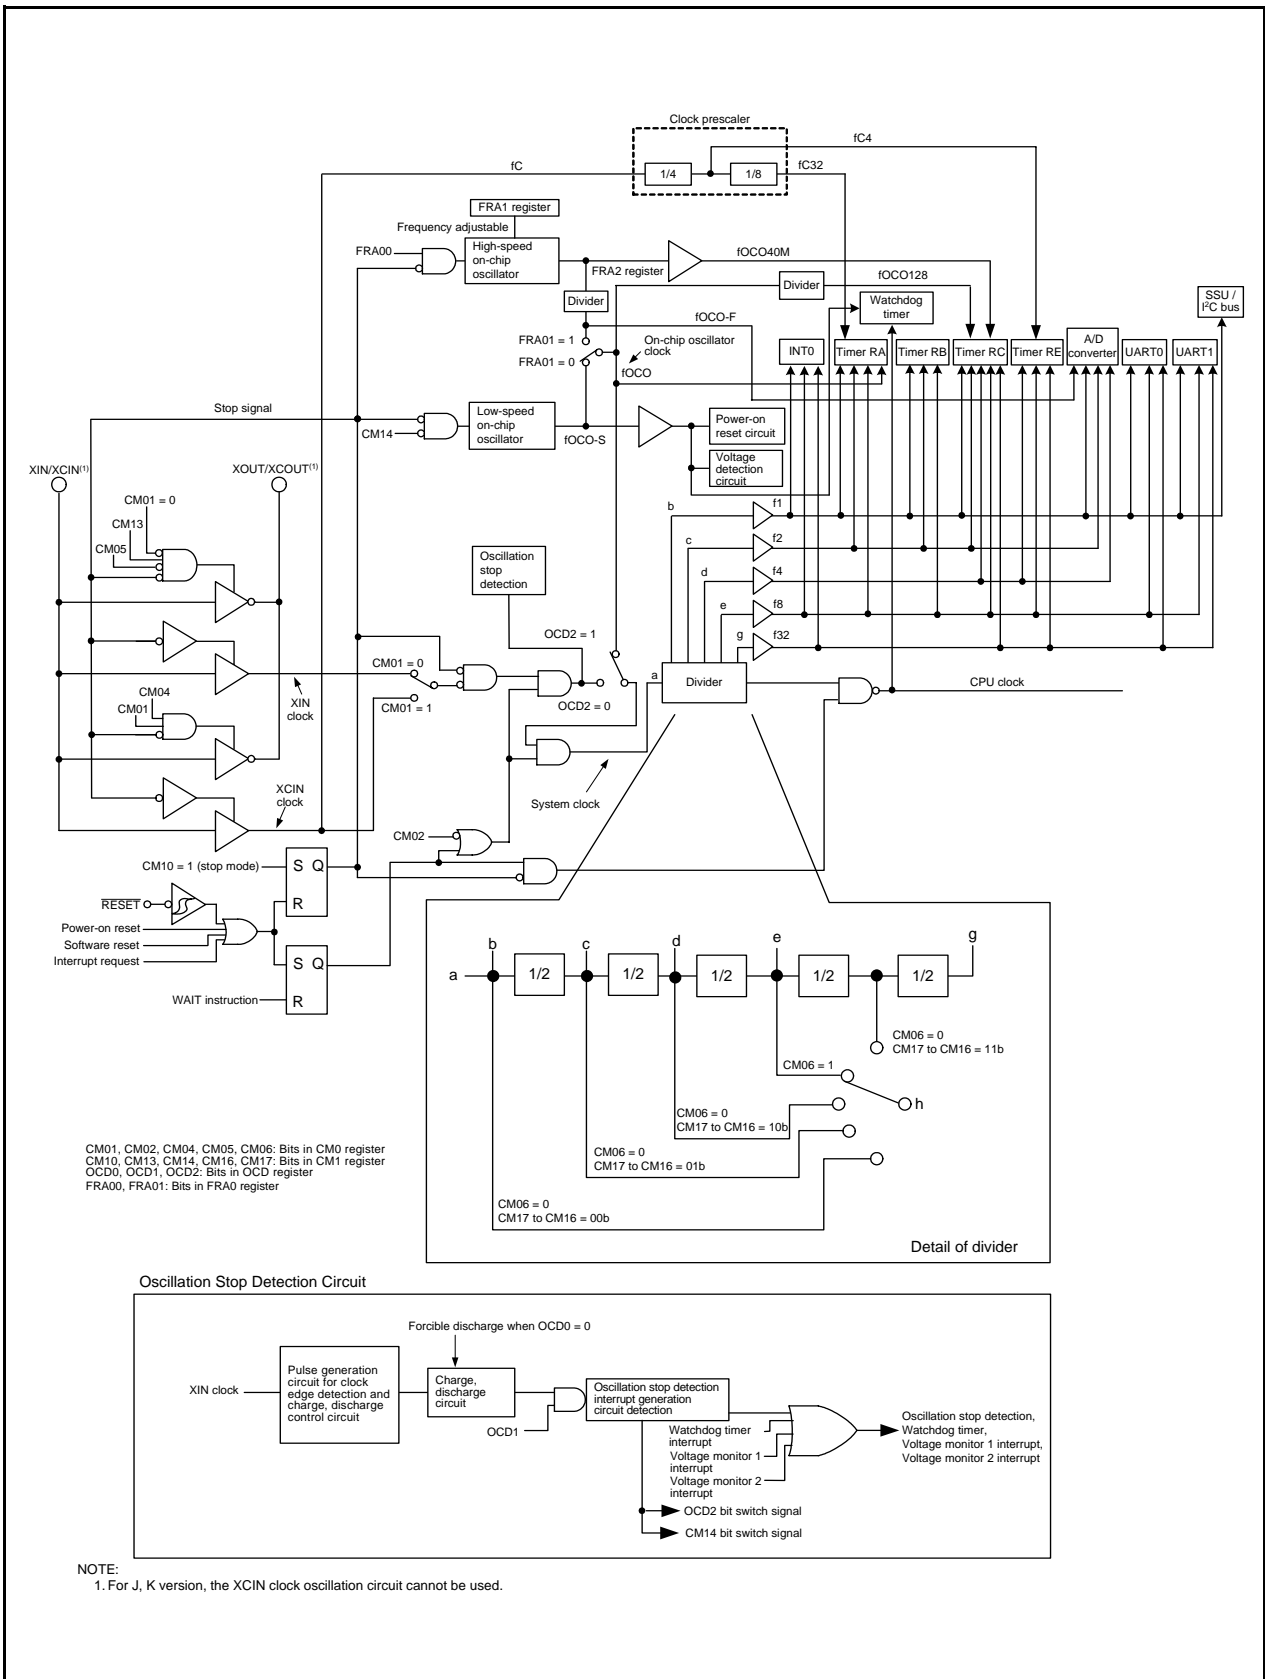 Clock prescaler
fC4
fC
fC32
1/4
1/8
FRA1 register
Frequency adjustable
FRA00
High-speed
on-chip
oscillator
FRA2 register
fOCO40M
fOCO128
Divider
Divider
Watchdog
timer
SSU /
I²C bus
fOCO-F
FRA01 = 1
FRA01 = 0
On-chip oscillator
clock
fOCO
INT0
Timer RA
Timer RB
Timer RC
Timer RE
A/D
converter
UART0
UART1
Stop signal
CM14
Low-speed
on-chip
oscillator
fOCO-S
Power-on
reset circuit
Voltage
detection
circuit
XIN/XCIN(1)
XOUT/XCOUT(1)
CM01 = 0
CM13
CM05
b
f1
c
f2
d
f4
e
f8
g
f32
Oscillation
stop
detection
OCD2 = 1
OCD2 = 0
CM01 = 0
CM01 = 1
XIN
clock
a
Divider
CPU clock
CM04
CM01
System clock
XCIN
clock
CM02
CM10 = 1 (stop mode)
S Q
R
RESET
Power-on reset
Software reset
Interrupt request
S Q
R
WAIT instruction
a
b
c
d
e
g
1/2
1/2
1/2
1/2
1/2
CM06 = 0
CM17 to CM16 = 11b
CM06 = 1
h
CM06 = 0
CM17 to CM16 = 10b
CM06 = 0
CM17 to CM16 = 01b
CM06 = 0
CM17 to CM16 = 00b
Detail of divider
CM01, CM02, CM04, CM05, CM06: Bits in CM0 register
CM10, CM13, CM14, CM16, CM17: Bits in CM1 register
OCD0, OCD1, OCD2: Bits in OCD register
FRA00, FRA01: Bits in FRA0 register
Oscillation Stop Detection Circuit
Forcible discharge when OCD0 = 0
XIN clock
Pulse generation
circuit for clock
edge detection and
charge, discharge
control circuit
Charge,
discharge
circuit
OCD1
Oscillation stop detection
interrupt generation
circuit detection
Watchdog timer
interrupt
Voltage monitor 1
interrupt
Voltage monitor 2
interrupt
Oscillation stop detection,
Watchdog timer,
Voltage monitor 1 interrupt,
Voltage monitor 2 interrupt
OCD2 bit switch signal
CM14 bit switch signal
NOTE:
1. For J, K version, the XCIN clock oscillation circuit cannot be used.